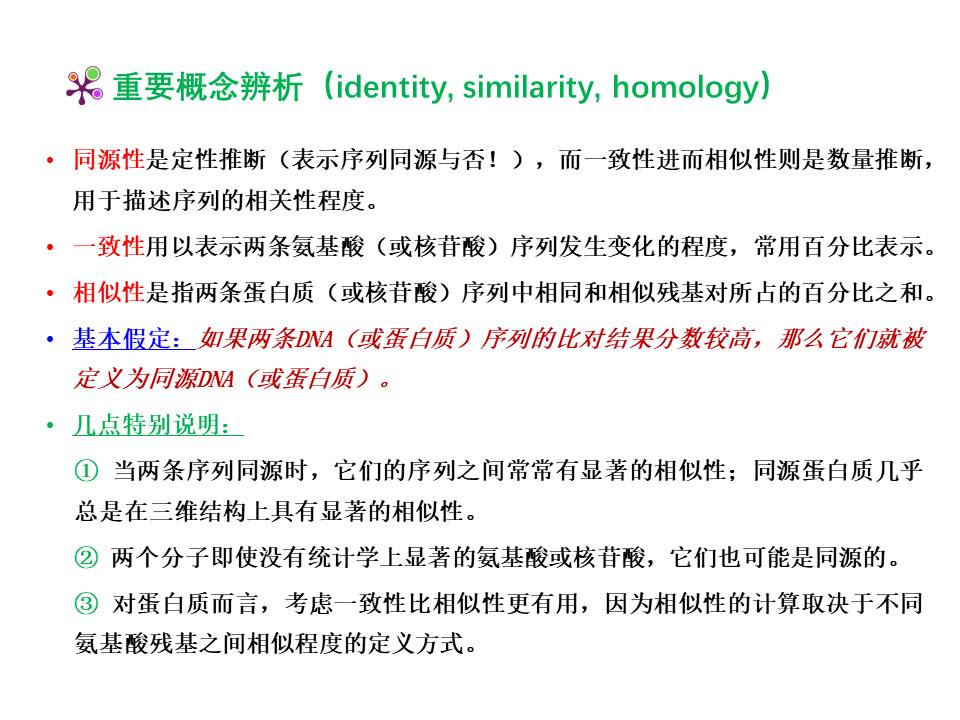 重要概念辨析（identity, similarity, homology）
• 同源性是定性推断（表示序列同源与否！），而一致性进而相似性则是数量推断，
用于描述序列的相关性程度。
• 一致性用以表示两条氨基酸（或核苷酸）序列发生变化的程度，常用百分比表示。
• 相似性是指两条蛋白质（或核苷酸）序列中相同和相似残基对所占的百分比之和。
• 基本假定：如果两条DNA（或蛋白质）序列的比对结果分数较高，那么它们就被
定义为同源DNA（或蛋白质）。
• 几点特别说明：
① 当两条序列同源时，它们的序列之间常常有显著的相似性；同源蛋白质几乎
总是在三维结构上具有显著的相似性。
② 两个分子即使没有统计学上显著的氨基酸或核苷酸，它们也可能是同源的。
③ 对蛋白质而言，考虑一致性比相似性更有用，因为相似性的计算取决于不同
氨基酸残基之间相似程度的定义方式。